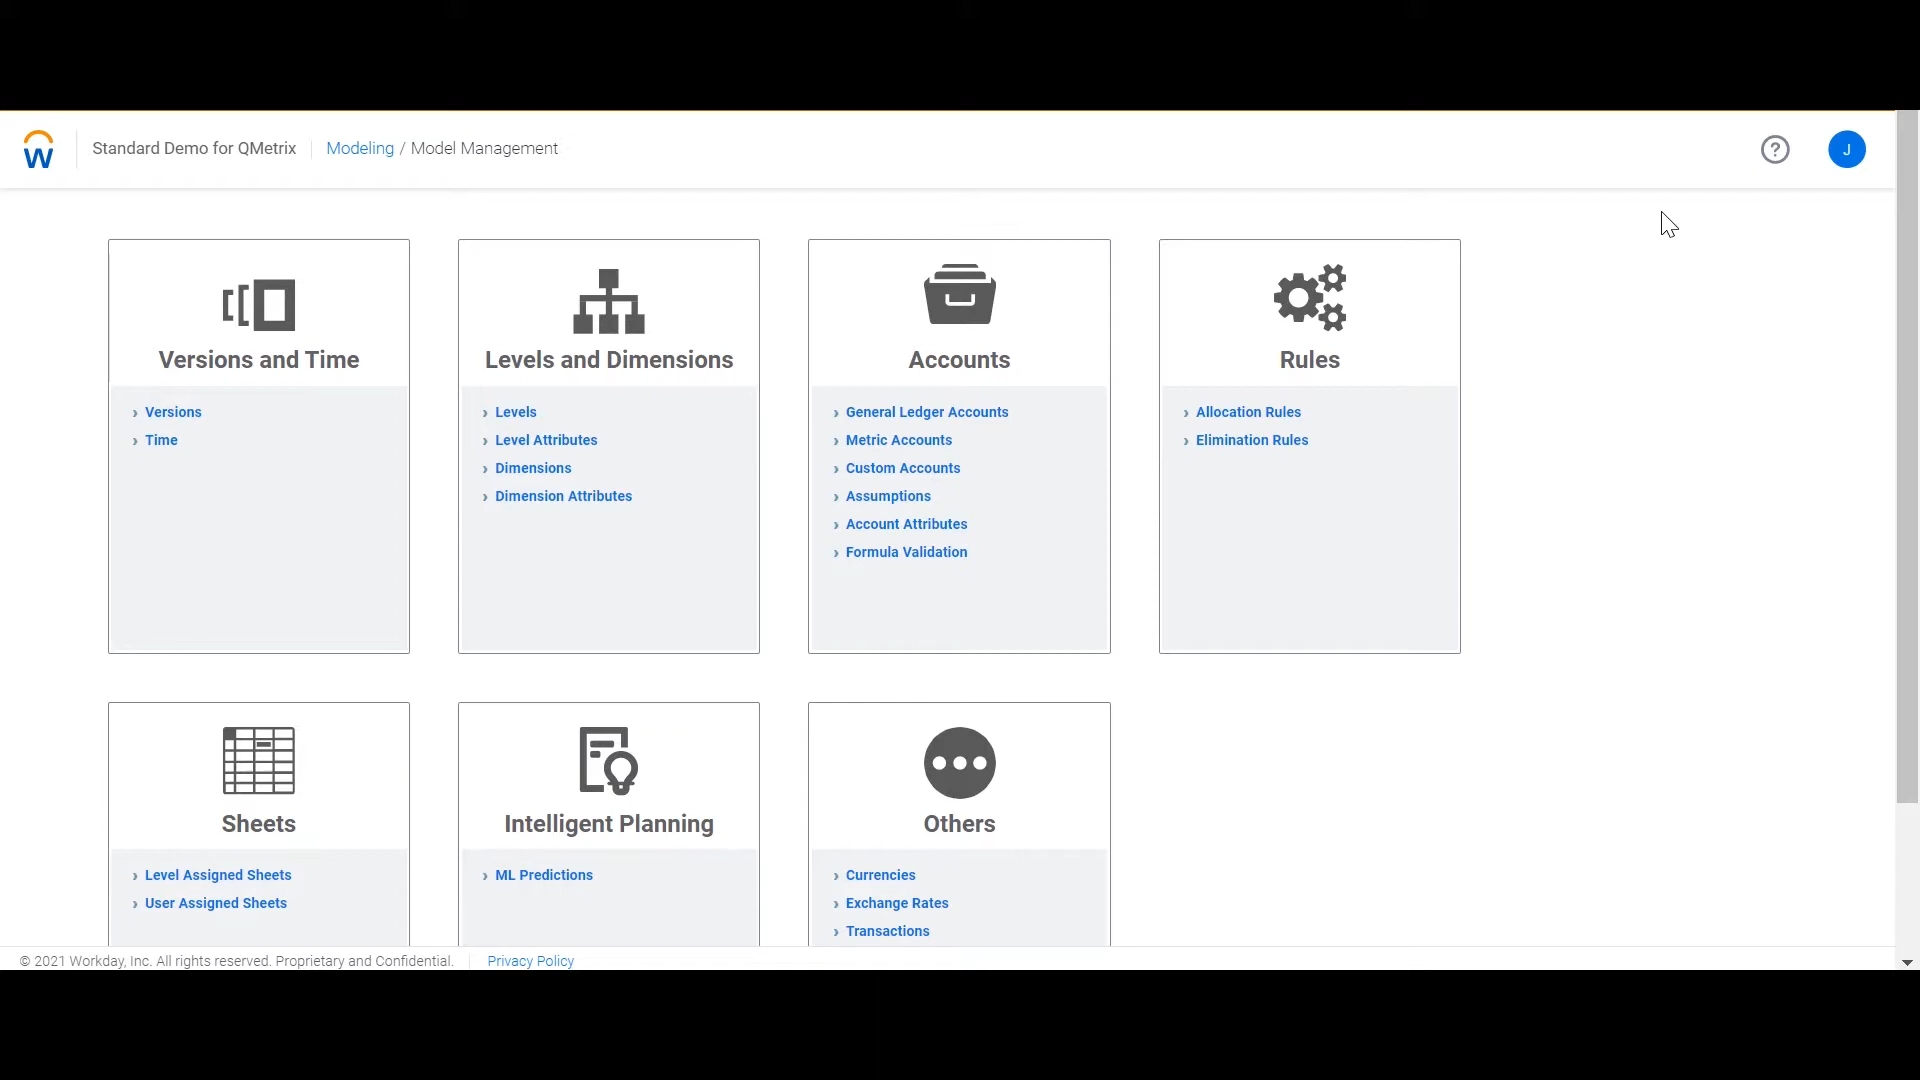 W
Standard Demo for QMetrix
Modeling / Model Management
?
J
Versions and Time
› Versions
› Time
Levels and Dimensions
› Levels
› Level Attributes
› Dimensions
› Dimension Attributes
Accounts
› General Ledger Accounts
› Metric Accounts
› Custom Accounts
› Assumptions
› Account Attributes
› Formula Validation
Rules
› Allocation Rules
› Elimination Rules
Sheets
› Level Assigned Sheets
› User Assigned Sheets
Intelligent Planning
› ML Predictions
Others
› Currencies
› Exchange Rates
› Transactions
© 2021 Workday, Inc. All rights reserved. Proprietary and Confidential.
Privacy Policy